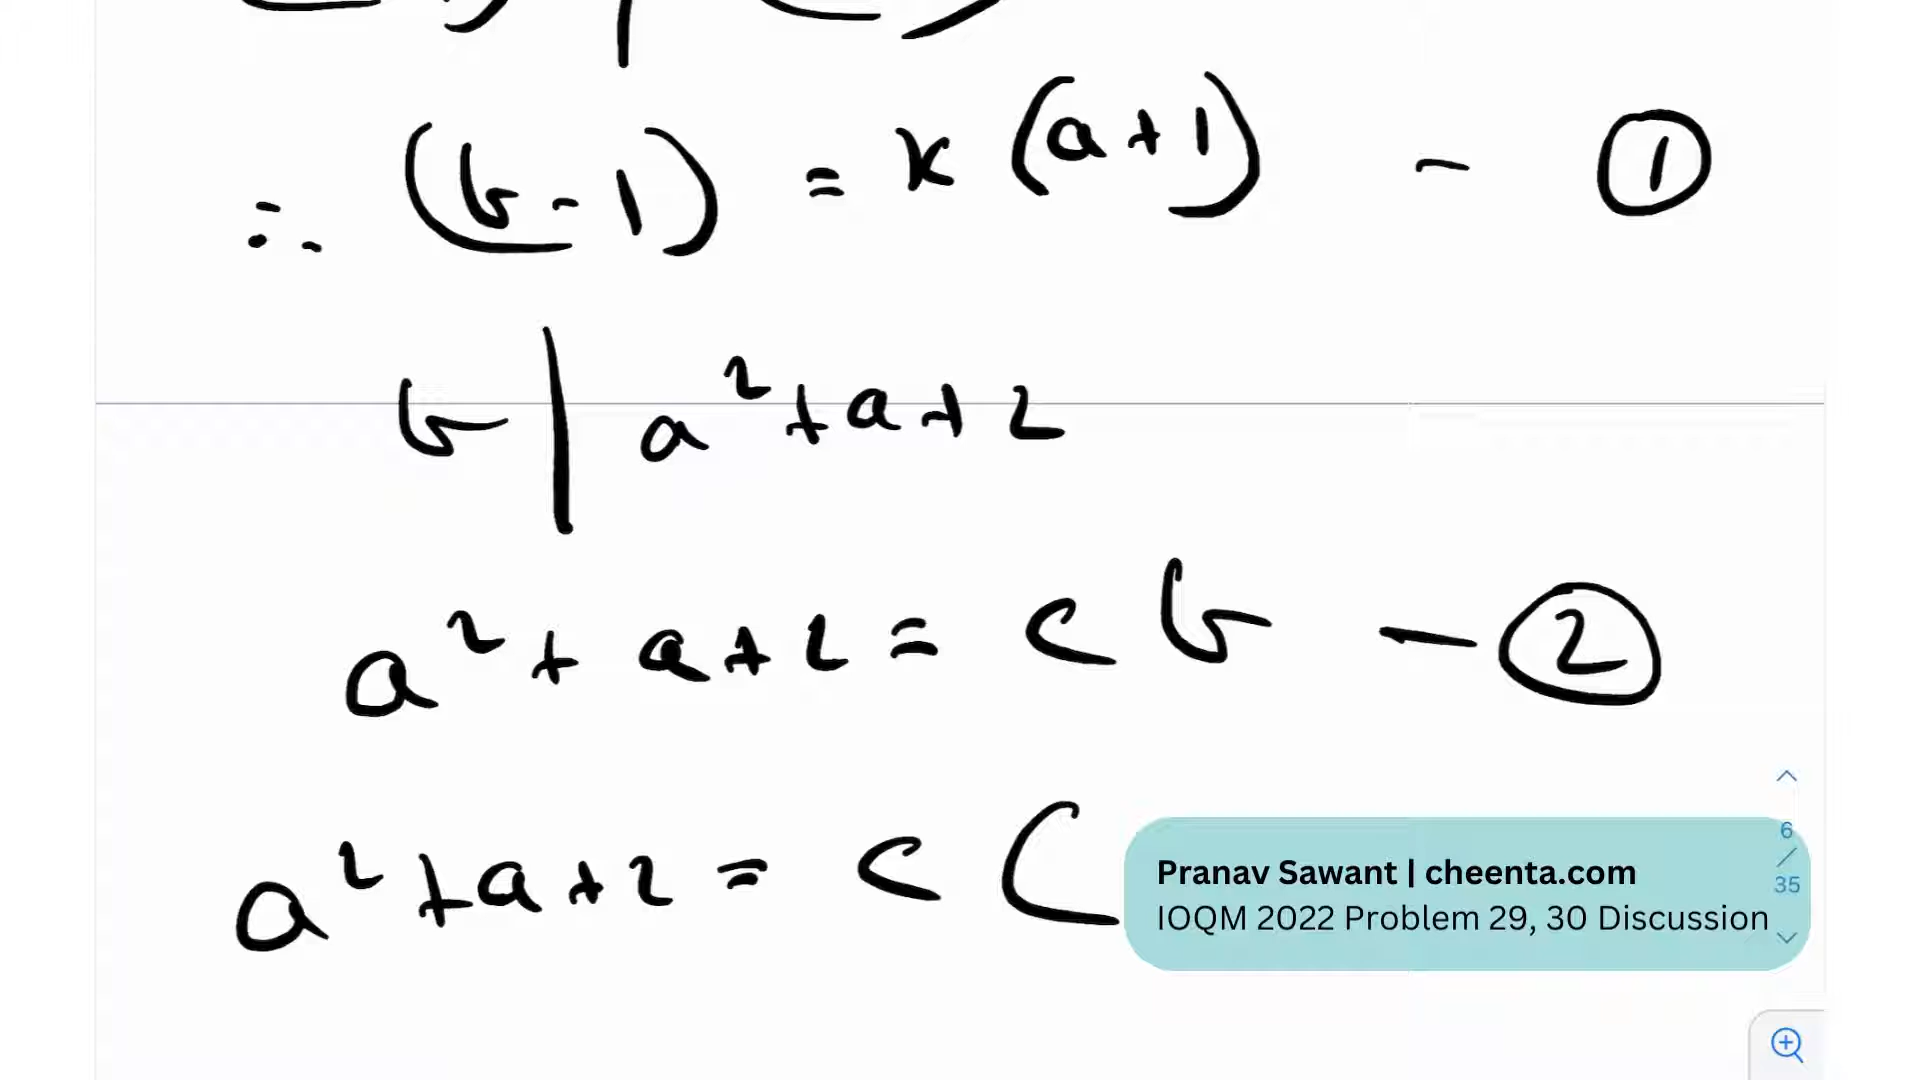 ∴ (b-1) = k(a+1) - ①
b | a²+a+2
a²+a+2 = cb - ②
a²+a+2 = c(
Pranav Sawant | cheenta.com
IOQM 2022 Problem 29, 30 Discussion
6
/
35